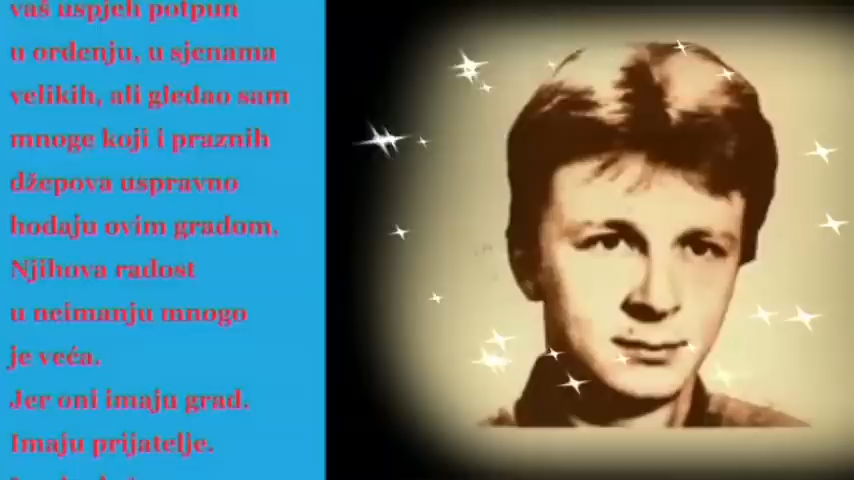 vaš uspjeh potpun
u ordenju, u sjenama
velikih, ali gledao sam
mnoge koji i praznih
džepova uspravno
hodaju ovim gradom.
Njihova radost
u neimanju mnogo
je veća.
Jer oni imaju grad.
Imaju prijatelje.